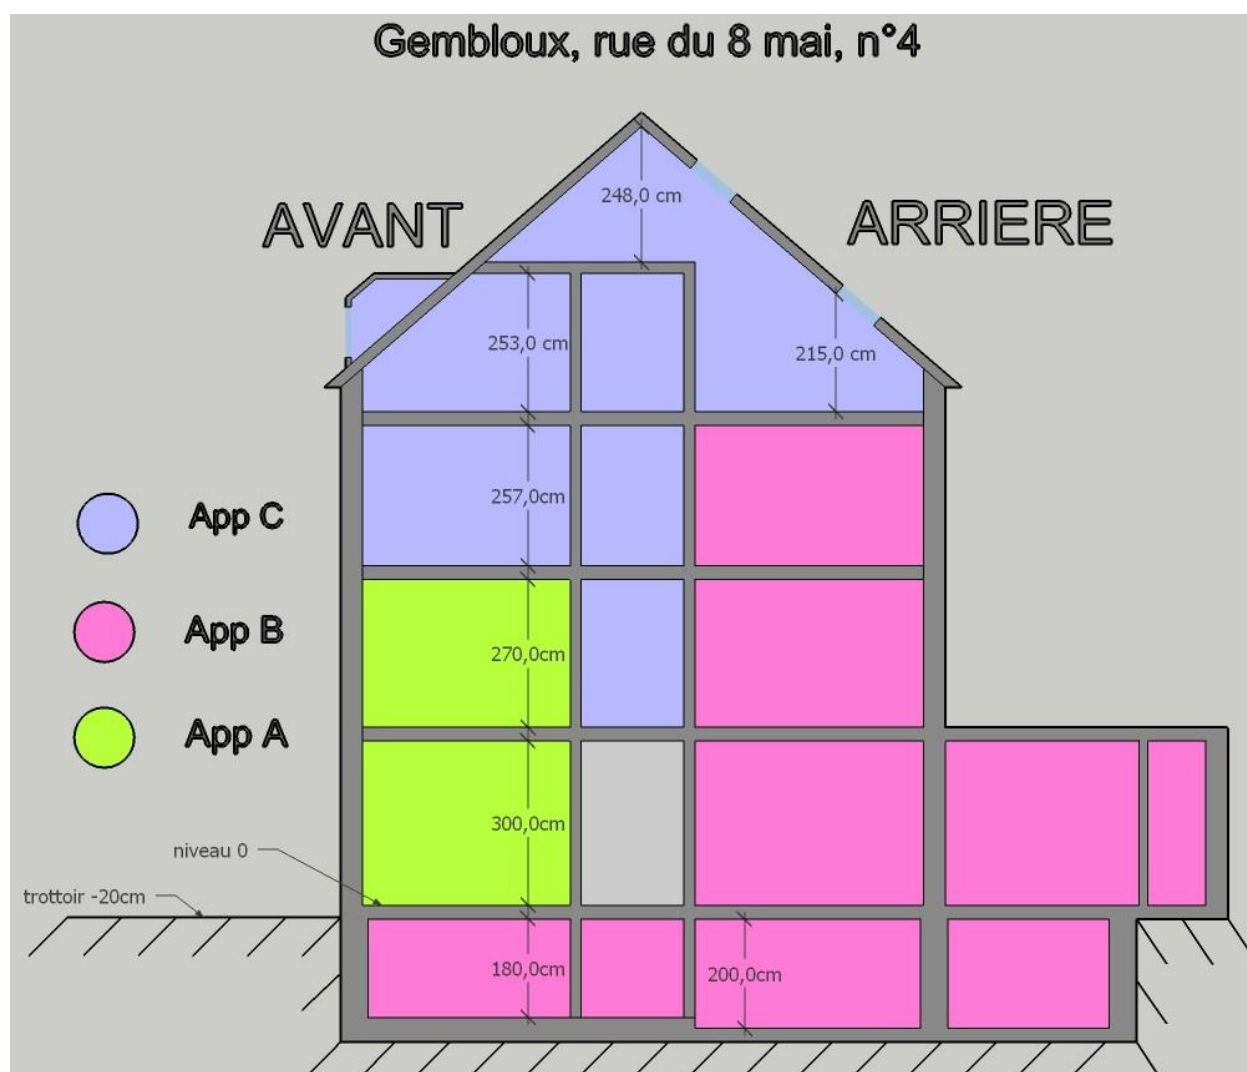 Gembloux, rue du 8 mai, n°4
248,0 cm
AVANT
ARRIERE
253,0 cm
215,0 cm
257,0cm
App C
App B
270,0cm
App A
300,0cm
niveau 0
trottoir -20cm
180,0cm
200,0cm